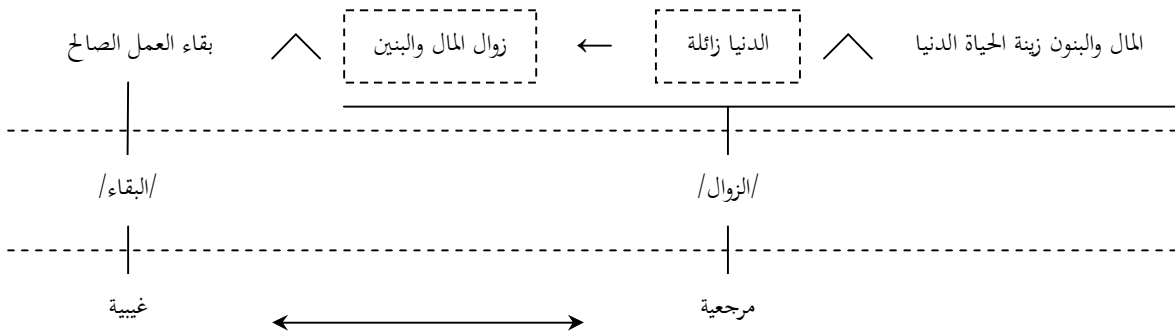 المال والبنون زينة الحياة الدنيا ∧ الدنيا زائلة ← زوال المال والبنين ∧ بقاء العمل الصالح
/الزوال/ /البقاء/
مرجعية غيبية